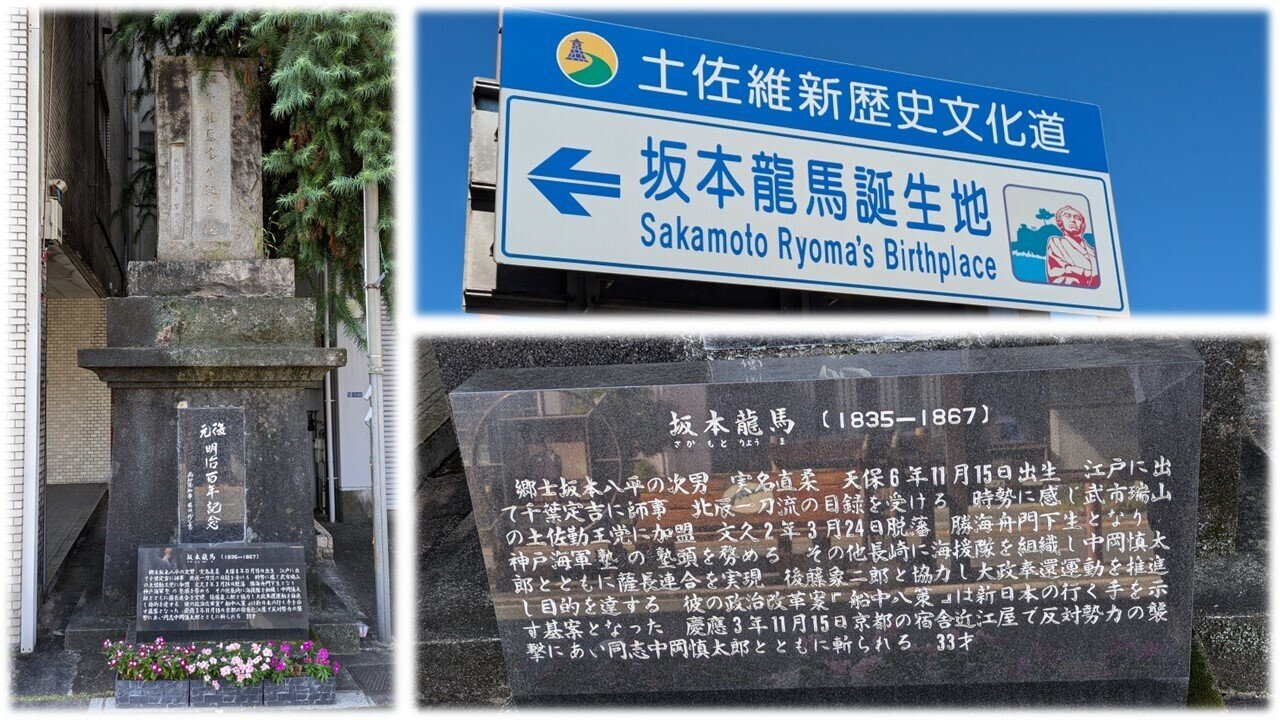 復元
明治百年記念
土佐維新歴史文化道
坂本龍馬誕生地
Sakamoto Ryoma's Birthplace
坂本龍馬 (1835—1867)
さか もと りょう ま
郷士坂本八平の次男 実名直柔 天保6年11月15日出生 江戸に出
て千葉定吉に師事 北辰一刀流の目録を受ける 時勢に感じ武市瑞山
の土佐勤王党に加盟 文久2年3月24日脱藩 勝海舟門下生となり
神戸海軍塾の塾頭を務める その他長崎に海援隊を組織し中岡慎太
郎とともに薩長連合を実現 後藤象二郎と協力し大政奉還運動を推進
し目的を達する 彼の政治改革案『船中八策』は新日本の行く手を示
す基案となった 慶應3年11月15日京都の宿舎近江屋で反対勢力の襲
撃にあい同志中岡慎太郎とともに斬られる 33才